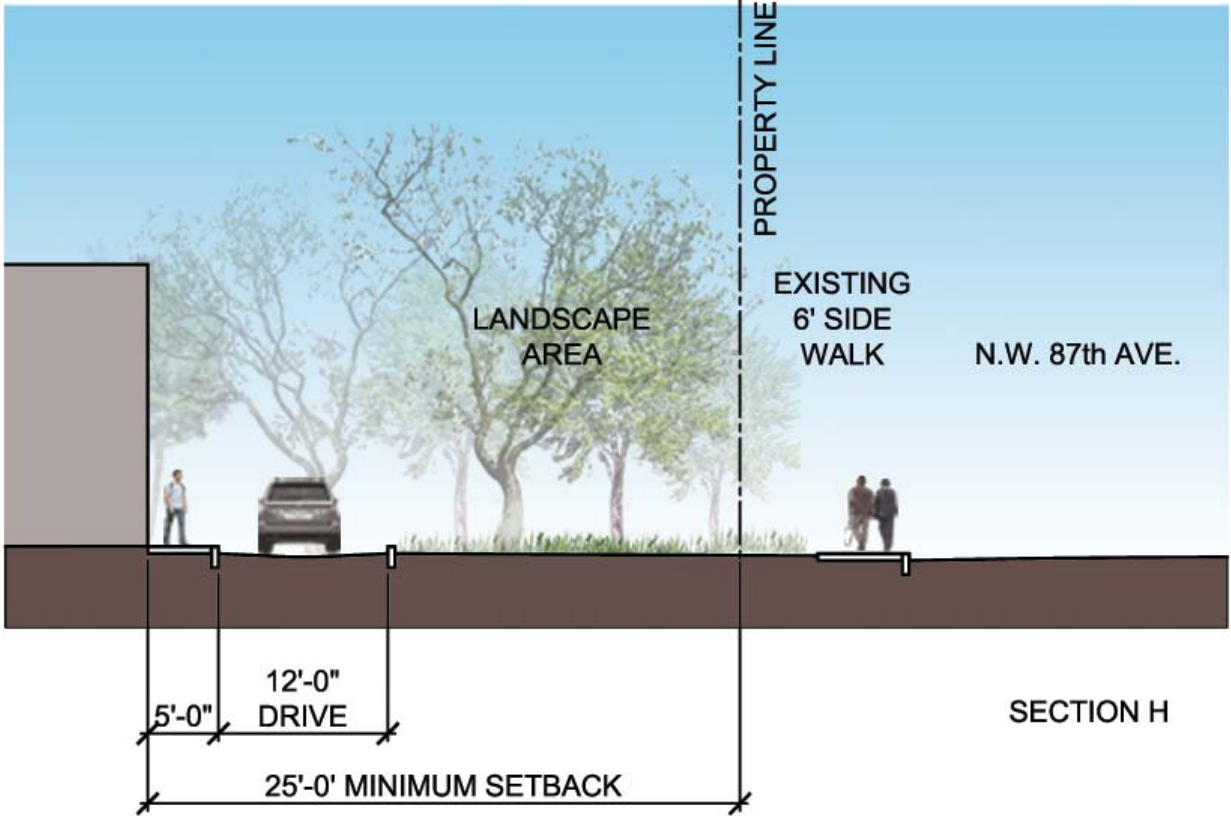 PROPERTY LINE
EXISTING
6' SIDE
WALK
LANDSCAPE
AREA
N.W. 87th AVE.
12'-0"
DRIVE
5'-0"
SECTION H
25'-0' MINIMUM SETBACK